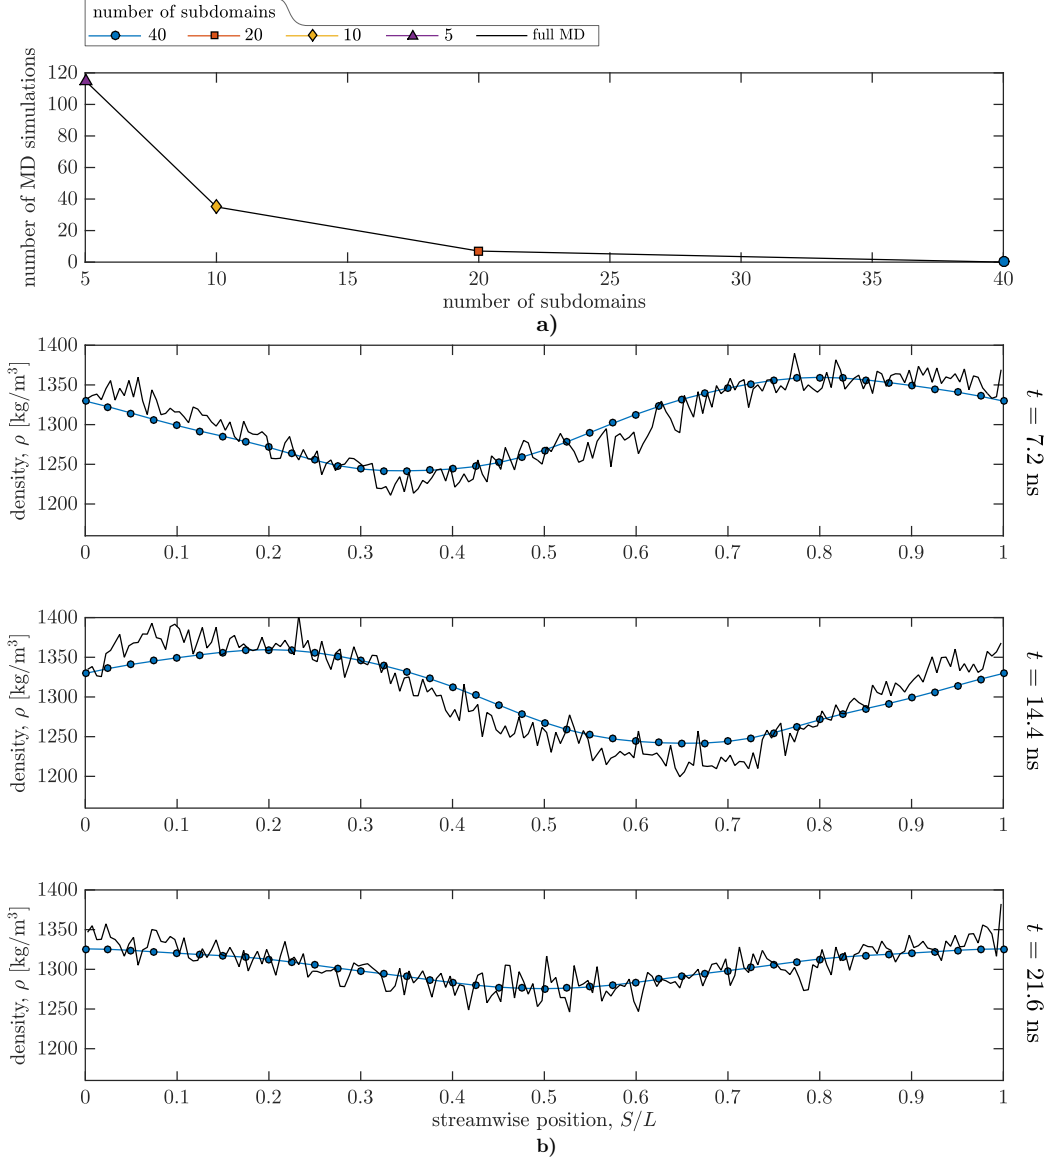 number of subdomains
40 20 10 5 full MD
number of MD simulations
120
100
80
60
40
20
0
5 10 15 20 25 30 35 40
number of subdomains
a)
density, ρ [kg/m³]
1400
1350
1300
1250
1200
0 0.1 0.2 0.3 0.4 0.5 0.6 0.7 0.8 0.9 1
t = 7.2 ns
density, ρ [kg/m³]
1400
1350
1300
1250
1200
0 0.1 0.2 0.3 0.4 0.5 0.6 0.7 0.8 0.9 1
t = 14.4 ns
density, ρ [kg/m³]
1400
1350
1300
1250
1200
0 0.1 0.2 0.3 0.4 0.5 0.6 0.7 0.8 0.9 1
t = 21.6 ns
streamwise position, S/L
b)